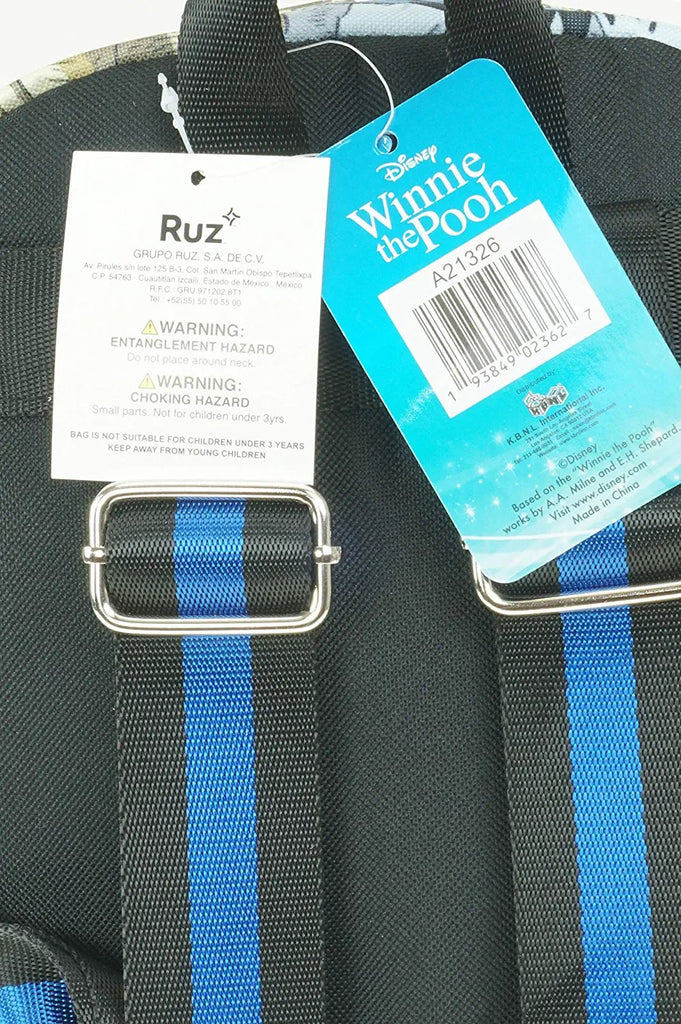 Ruz
GRUPO RUZ, S.A. DE C.V.
Av. Pirules s/n lote 125 B-3, Col. San Martin Obispo Tepetlixpa
C.P. 54763 · Cuautitlán Izcalli, Estado de México · México
R.F.C.: GRU 971202 8T1
Tel.: +52(55) 50 10 55 00
WARNING:
ENTANGLEMENT HAZARD
Do not place around neck.
WARNING:
CHOKING HAZARD
Small parts. Not for children under 3yrs.
BAG IS NOT SUITABLE FOR CHILDREN UNDER 3 YEARS
KEEP AWAY FROM YOUNG CHILDREN
Disney
Winnie
the Pooh
A21326
1 93849 02362 7
Distributed by:
K.B.N.L. International Inc.
©Disney
Based on the "Winnie the Pooh"
works by A.A. Milne and E.H. Shepard.
Visit www.disney.com
Made in China